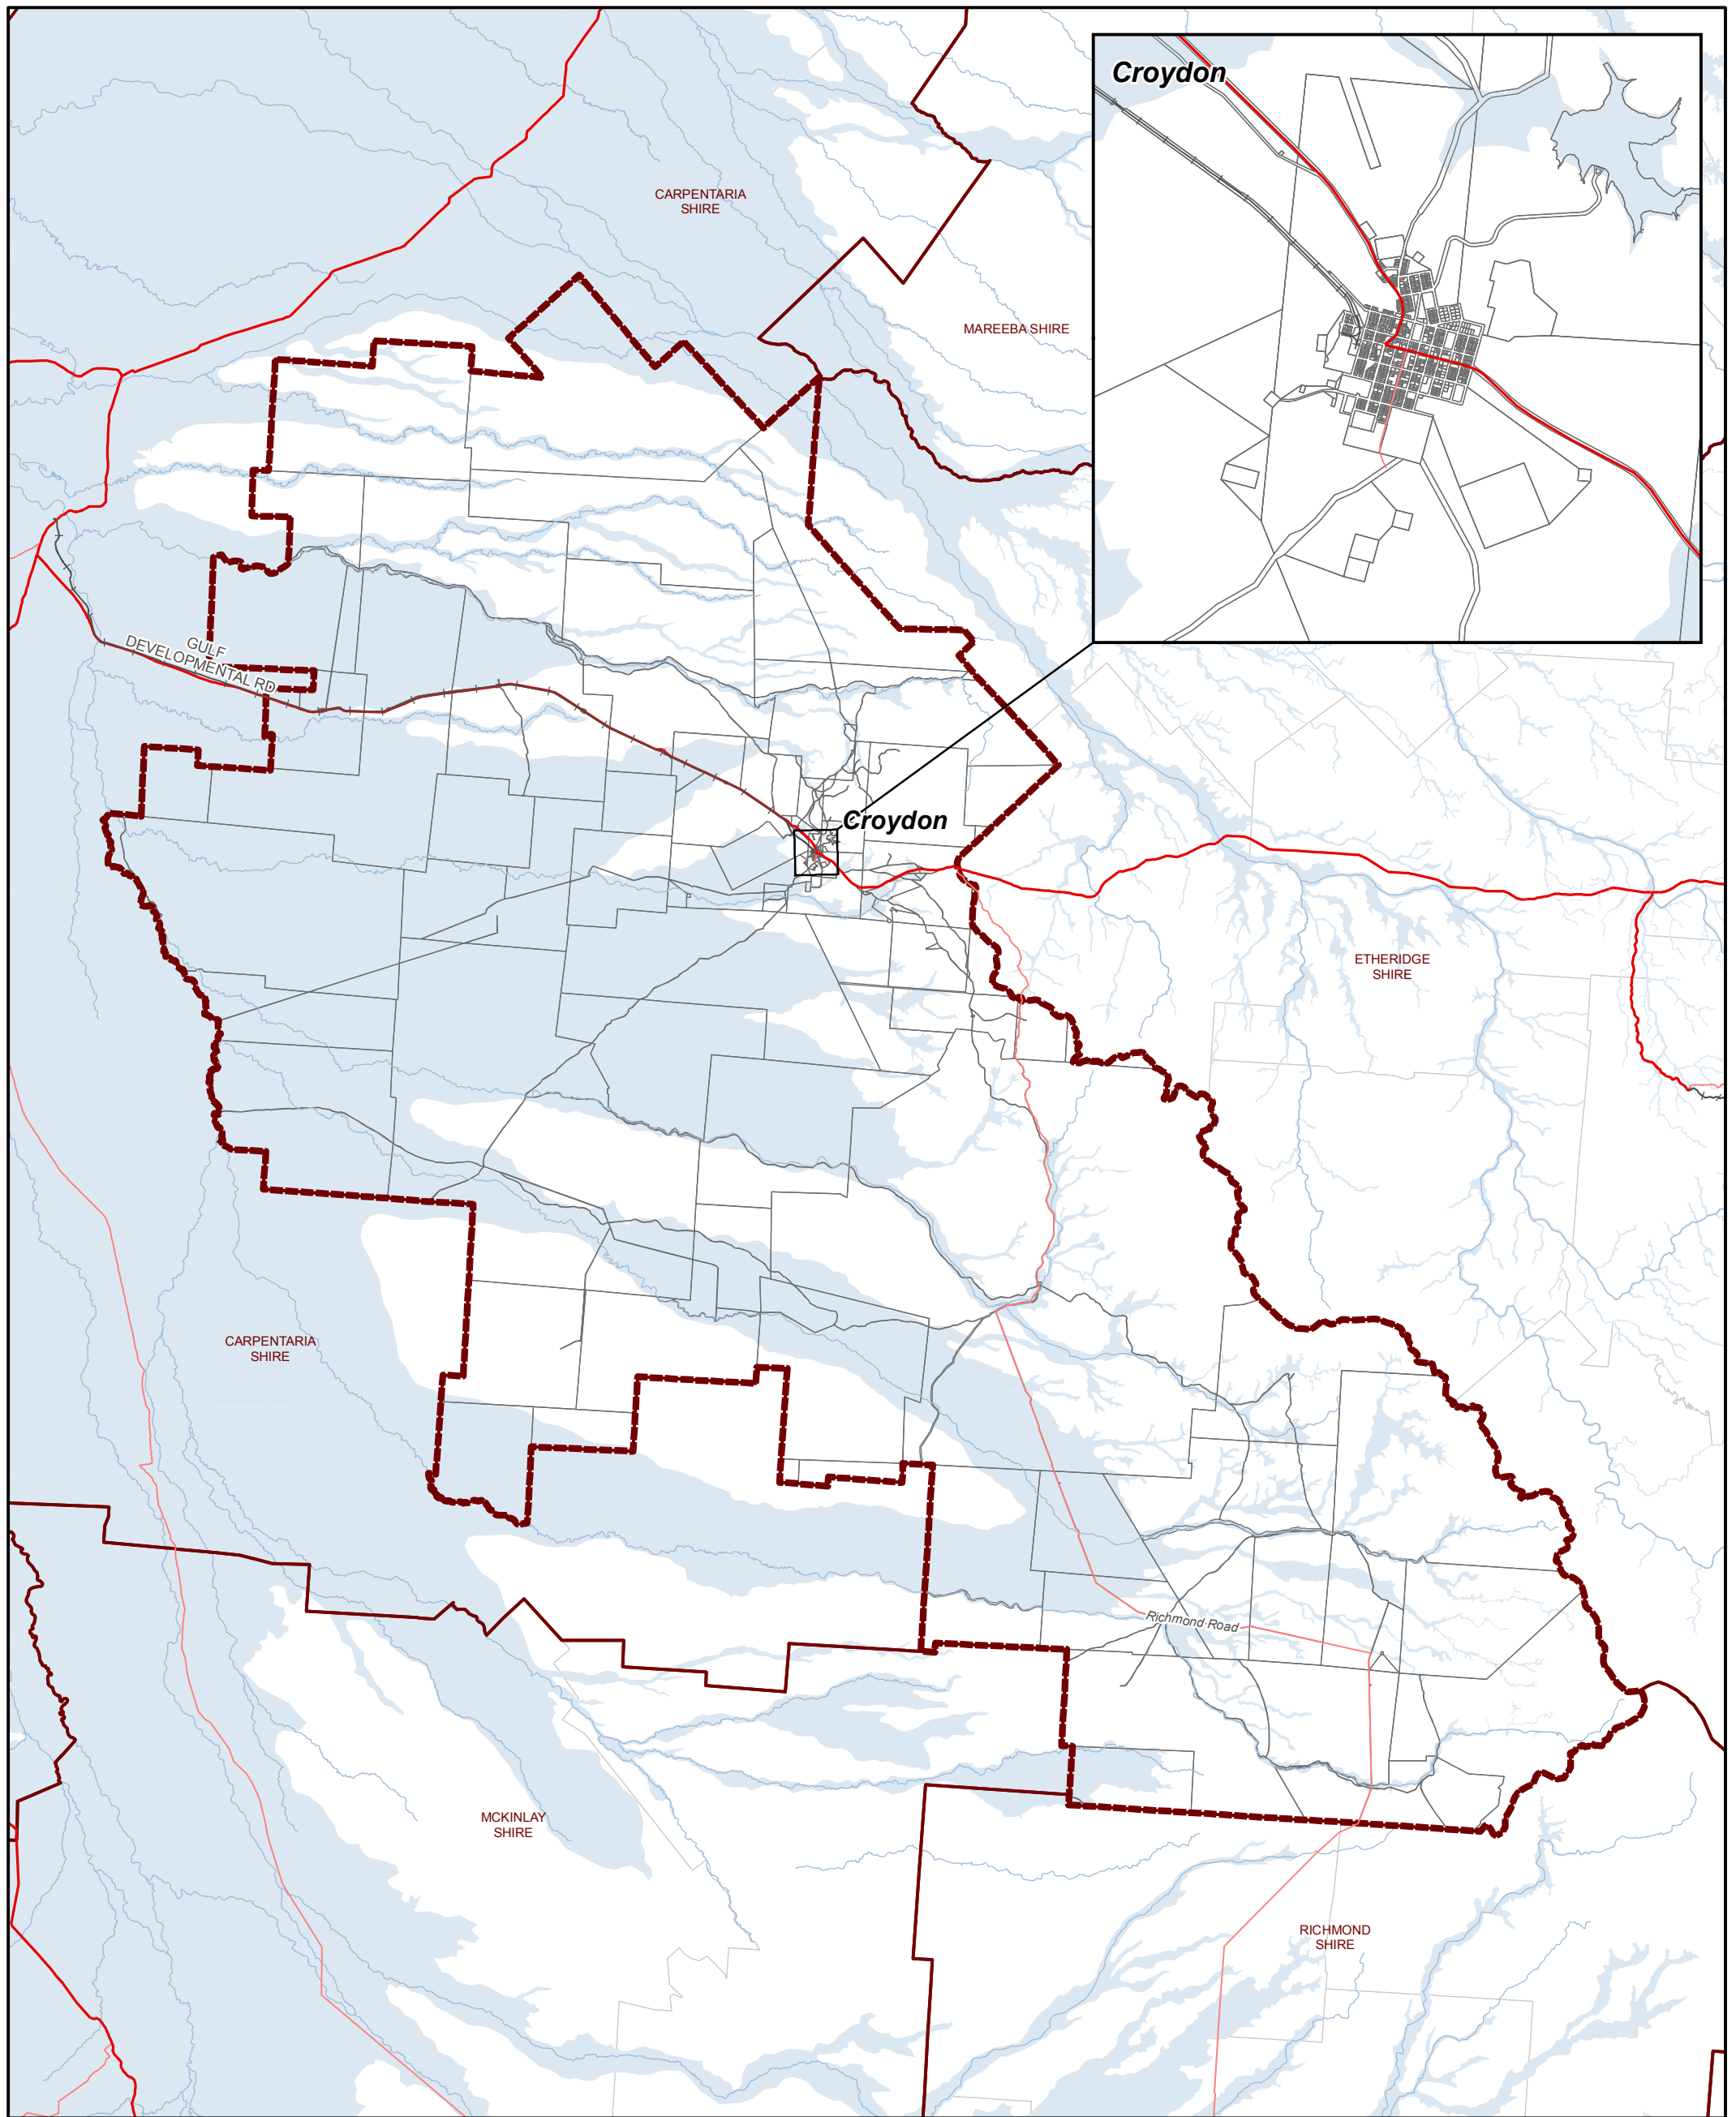 Croydon
CARPENTARIA
SHIRE
MAREEBA SHIRE
GULF
DEVELOPMENTAL RD
Croydon
ETHERIDGE
SHIRE
CARPENTARIA
SHIRE
Richmond Road
MCKINLAY
SHIRE
RICHMOND
SHIRE